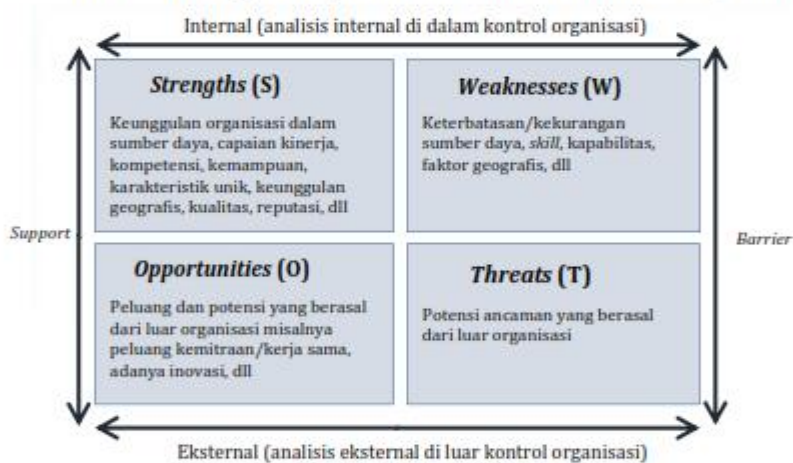 Internal (analisis internal di dalam kontrol organisasi)
Strengths (S)
Keunggulan organisasi dalam
sumber daya, capaian kinerja,
kompetensi, kemampuan,
karakteristik unik, keunggulan
geografis, kualitas, reputasi, dll
Weaknesses (W)
Keterbatasan/kekurangan
sumber daya, skill, kapabilitas,
faktor geografis, dll
Support
Barrier
Opportunities (O)
Peluang dan potensi yang berasal
dari luar organisasi misalnya
peluang kemitraan/kerja sama,
adanya inovasi, dll
Threats (T)
Potensi ancaman yang berasal
dari luar organisasi
Eksternal (analisis eksternal di luar kontrol organisasi)